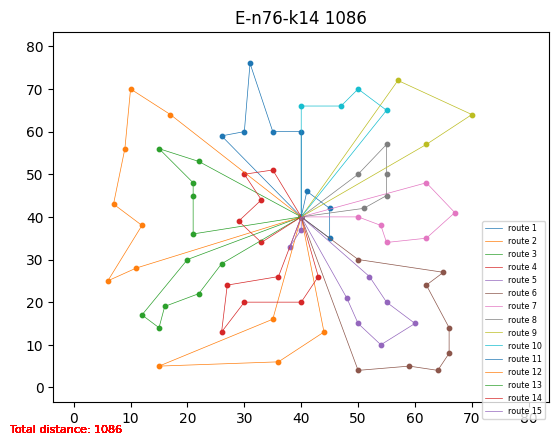 E-n76-k14 1086
80
70
60
50
40
30
20
10
0
0 10 20 30 40 50 60 70 80
route 1
route 2
route 3
route 4
route 5
route 6
route 7
route 8
route 9
route 10
route 11
route 12
route 13
route 14
route 15
Total distance: 1086